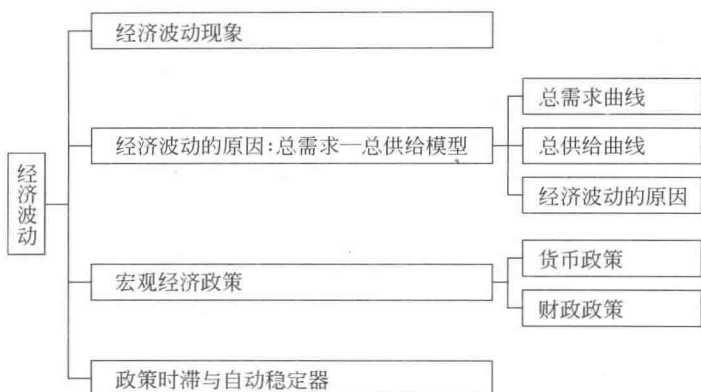 经济波动
经济波动现象
经济波动的原因:总需求—总供给模型
总需求曲线
总供给曲线
经济波动的原因
宏观经济政策
货币政策
财政政策
政策时滞与自动稳定器